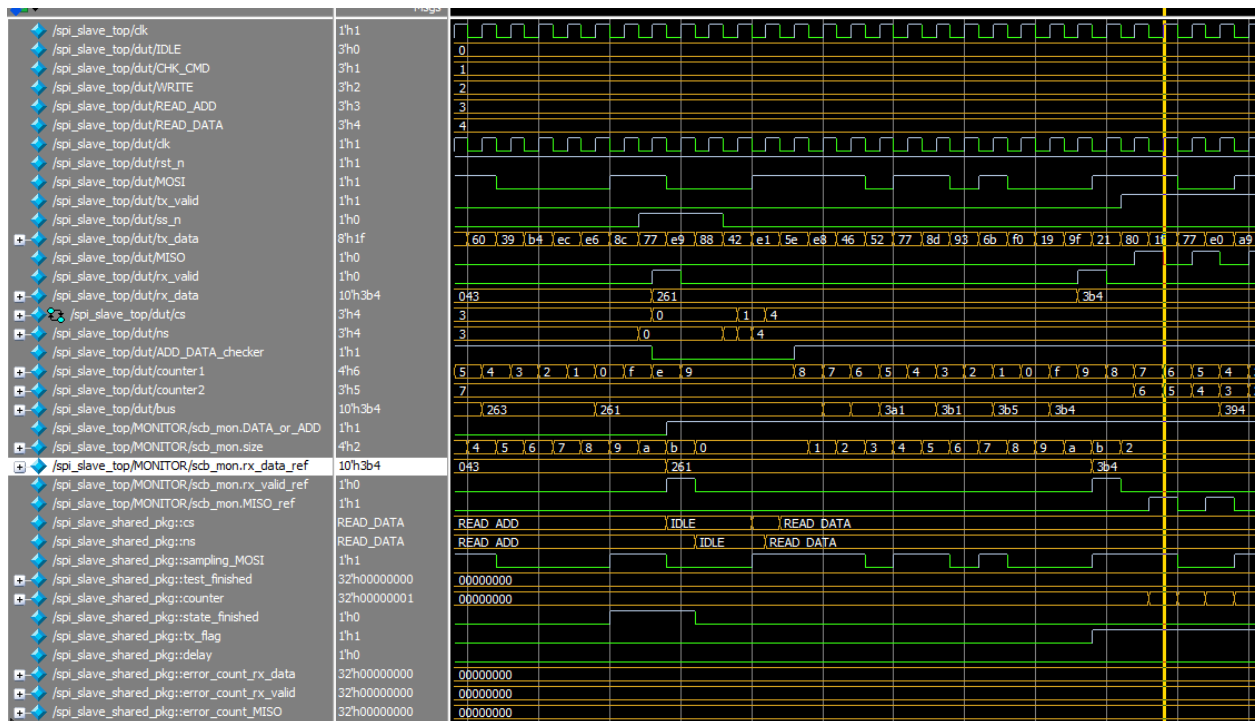 Msgs
/spi_slave_top/clk 1'h1
/spi_slave_top/dut/IDLE 3'h0 0
/spi_slave_top/dut/CHK_CMD 3'h1 1
/spi_slave_top/dut/WRITE 3'h2 2
/spi_slave_top/dut/READ_ADD 3'h3 3
/spi_slave_top/dut/READ_DATA 3'h4 4
/spi_slave_top/dut/clk 1'h1
/spi_slave_top/dut/rst_n 1'h1
/spi_slave_top/dut/MOSI 1'h1
/spi_slave_top/dut/tx_valid 1'h1
/spi_slave_top/dut/ss_n 1'h0
/spi_slave_top/dut/tx_data 8'h1f 60 39 b4 ec e6 8c 77 e9 88 42 e1 5e e8 46 52 77 8d 93 6b f0 19 9f 21 80 77 e0 a9
/spi_slave_top/dut/MISO 1'h0
/spi_slave_top/dut/rx_valid 1'h0
/spi_slave_top/dut/rx_data 10'h3b4 043 261 3b4
/spi_slave_top/dut/cs 3'h4 3 0 1 4
/spi_slave_top/dut/ns 3'h4 3 0 4
/spi_slave_top/dut/ADD_DATA_checker 1'h1
/spi_slave_top/dut/counter1 4'h6 5 4 3 2 1 0 f e 9 8 7 6 5 4 3 2 1 0 f 9 8 7 6 5 4
/spi_slave_top/dut/counter2 3'h5 7 6 5 4 3
/spi_slave_top/dut/bus 10'h3b4 263 261 3a1 3b1 3b5 3b4 394
/spi_slave_top/MONITOR/scb_mon.DATA_or_ADD 1'h1
/spi_slave_top/MONITOR/scb_mon.size 4'h2 4 5 6 7 8 9 a b 0 1 2 3 4 5 6 7 8 9 a b 2
/spi_slave_top/MONITOR/scb_mon.rx_data_ref 10'h3b4 043 261 3b4
/spi_slave_top/MONITOR/scb_mon.rx_valid_ref 1'h0
/spi_slave_top/MONITOR/scb_mon.MISO_ref 1'h1
/spi_slave_shared_pkg::cs READ_DATA READ_ADD IDLE READ_DATA
/spi_slave_shared_pkg::ns READ_DATA READ_ADD IDLE READ_DATA
/spi_slave_shared_pkg::sampling_MOSI 1'h1
/spi_slave_shared_pkg::test_finished 32'h00000000 00000000
/spi_slave_shared_pkg::counter 32'h00000001 00000000
/spi_slave_shared_pkg::state_finished 1'h0
/spi_slave_shared_pkg::tx_flag 1'h1
/spi_slave_shared_pkg::delay 1'h0
/spi_slave_shared_pkg::error_count_rx_data 32'h00000000 00000000
/spi_slave_shared_pkg::error_count_rx_valid 32'h00000000 00000000
/spi_slave_shared_pkg::error_count_MISO 32'h00000000 00000000